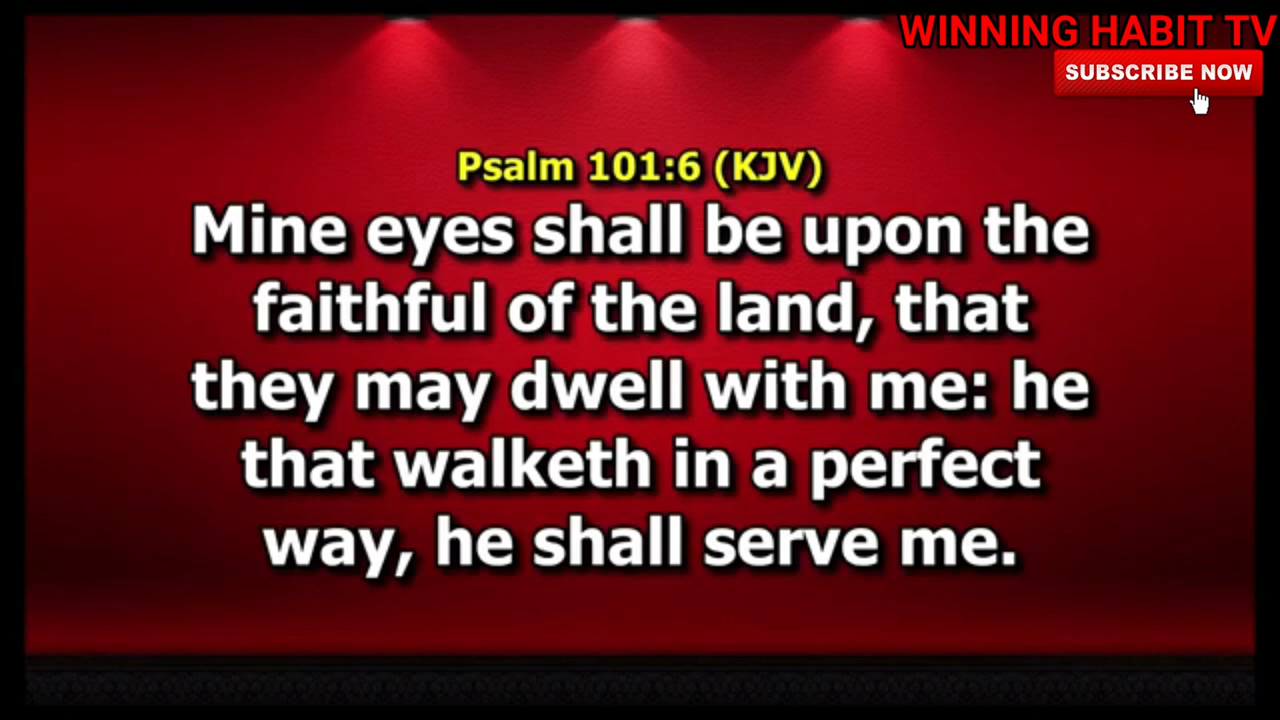 WINNING HABIT TV
SUBSCRIBE NOW
Psalm 101:6 (KJV)
Mine eyes shall be upon the
faithful of the land, that
they may dwell with me: he
that walketh in a perfect
way, he shall serve me.